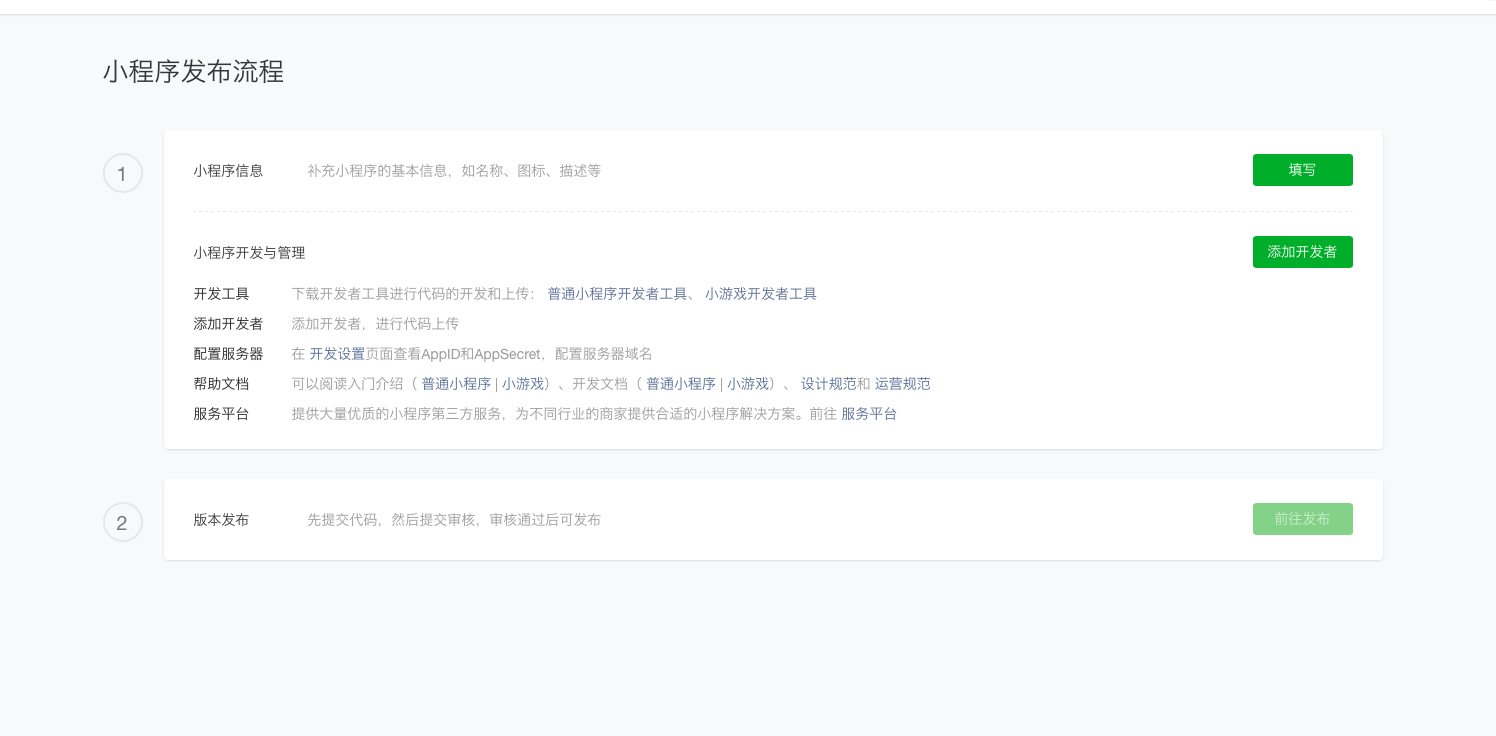 小程序发布流程
1
小程序信息 补充小程序的基本信息，如名称、图标、描述等 填写
小程序开发与管理 添加开发者
开发工具 下载开发者工具进行代码的开发和上传： 普通小程序开发者工具、 小游戏开发者工具
添加开发者 添加开发者，进行代码上传
配置服务器 在 开发设置页面查看AppID和AppSecret，配置服务器域名
帮助文档 可以阅读入门介绍（ 普通小程序 | 小游戏）、开发文档（ 普通小程序 | 小游戏）、 设计规范和 运营规范
服务平台 提供大量优质的小程序第三方服务，为不同行业的商家提供合适的小程序解决方案。前往 服务平台
2
版本发布 先提交代码，然后提交审核，审核通过后可发布 前往发布